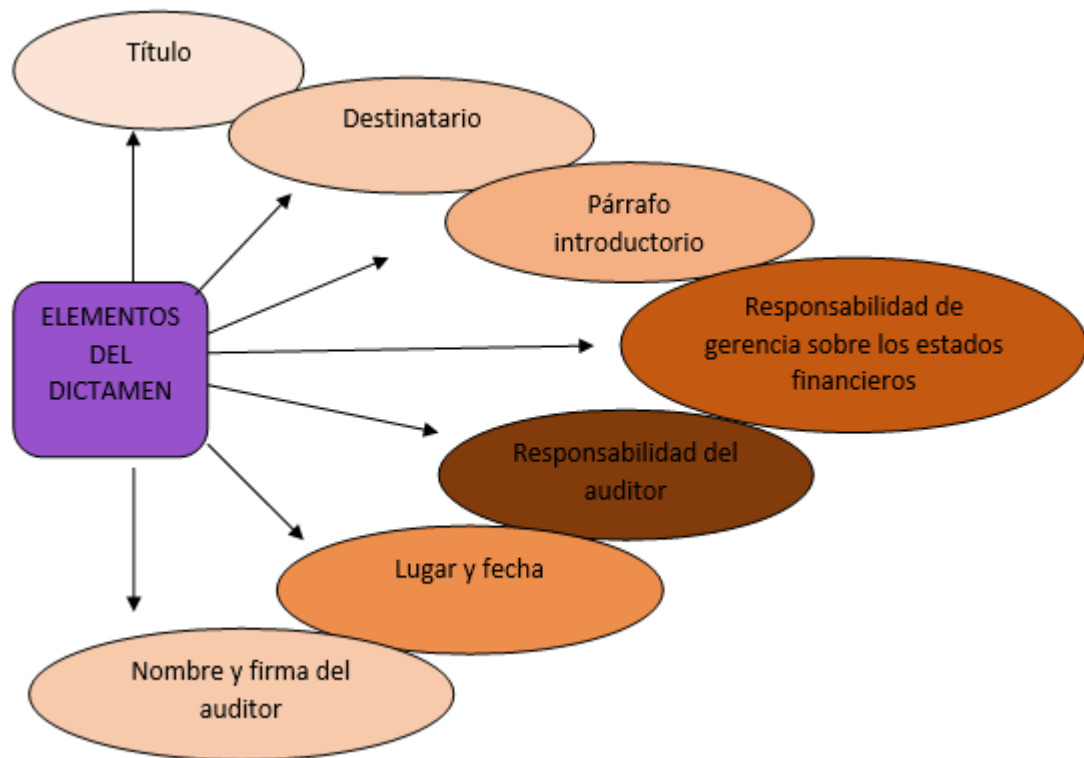 Título
Destinatario
Párrafo
introductorio
ELEMENTOS
DEL
DICTAMEN
Responsabilidad de
gerencia sobre los estados
financieros
Responsabilidad del
auditor
Lugar y fecha
Nombre y firma del
auditor